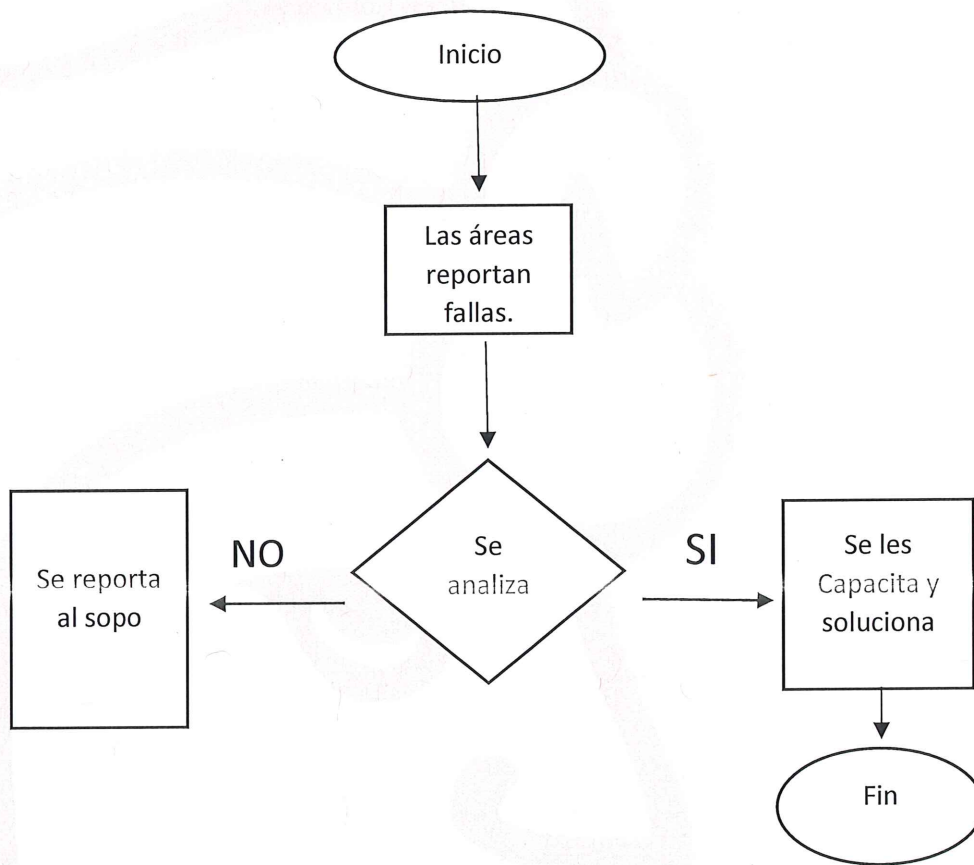 Inicio
Las áreas
reportan
fallas.
Se
analiza
NO
SI
Se reporta
al sopo
Se les
Capacita y
soluciona
Fin